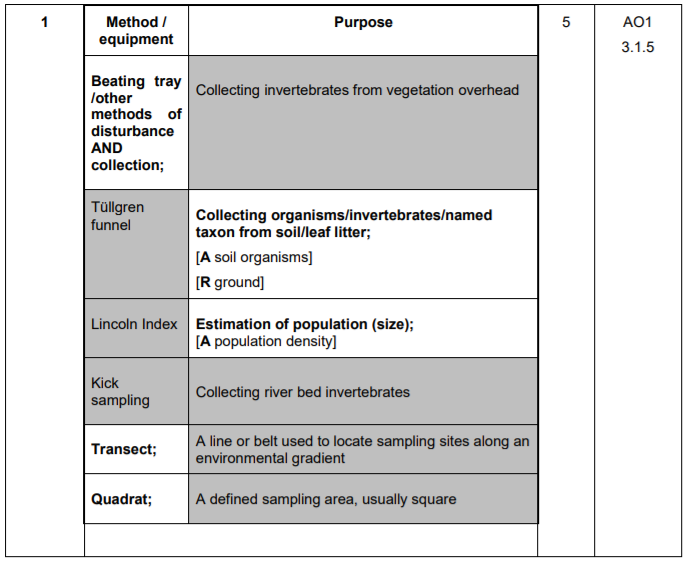 1
Method /
equipment
Purpose
5
AO1
3.1.5
Beating tray
/other
methods of
disturbance
AND
collection;
Collecting invertebrates from vegetation overhead
Tüllgren
funnel
Collecting organisms/invertebrates/named
taxon from soil/leaf litter;
[A soil organisms]
[R ground]
Lincoln Index
Estimation of population (size);
[A population density]
Kick
sampling
Collecting river bed invertebrates
Transect;
A line or belt used to locate sampling sites along an
environmental gradient
Quadrat;
A defined sampling area, usually square